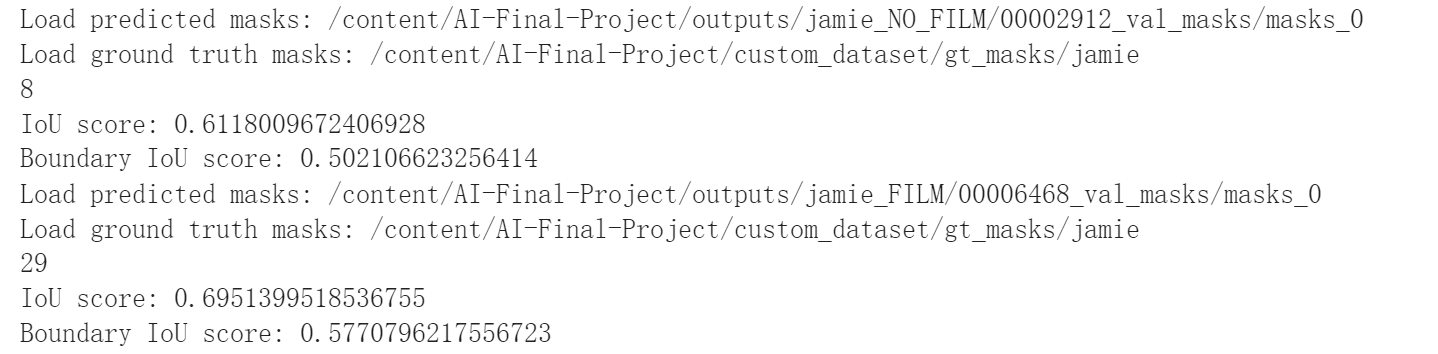 Load predicted masks: /content/AI-Final-Project/outputs/jamie_NO_FILM/00002912_val_masks/masks_0
Load ground truth masks: /content/AI-Final-Project/custom_dataset/gt_masks/jamie
8
IoU score: 0.6118009672406928
Boundary IoU score: 0.502106623256414
Load predicted masks: /content/AI-Final-Project/outputs/jamie_FILM/00006468_val_masks/masks_0
Load ground truth masks: /content/AI-Final-Project/custom_dataset/gt_masks/jamie
29
IoU score: 0.6951399518536755
Boundary IoU score: 0.5770796217556723